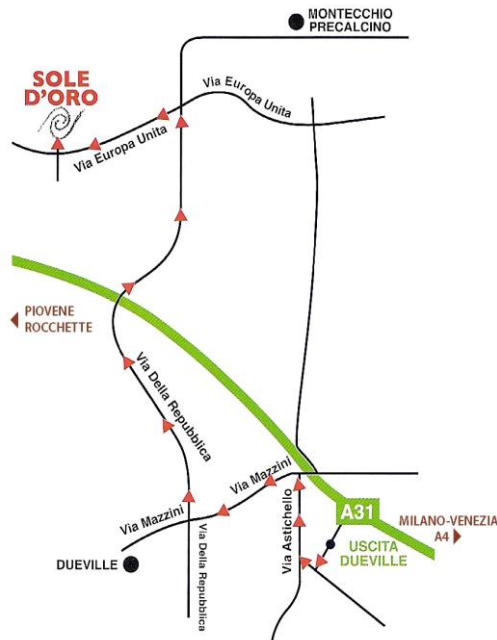 MONTECCHIO
PRECALCINO
SOLE
D'ORO
Via Europa Unita
Via Europa Unita
PIOVENE
ROCCHETTE
Via Della Repubblica
Via Mazzini
Via Mazzini
Via Della Repubblica
Via Astichello
A31
MILANO-VENEZIA
A4
USCITA
DUEVILLE
DUEVILLE